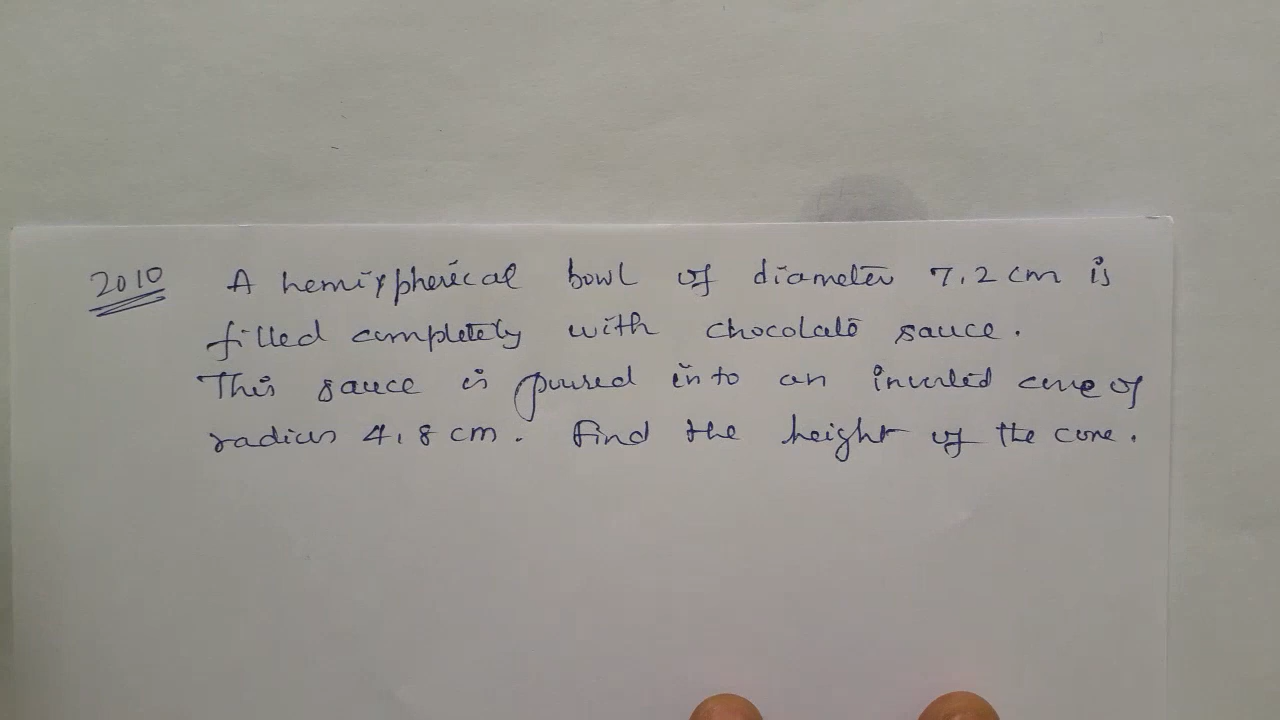 2010 A hemispherical bowl of diameter 7.2 cm is
filled completely with chocolate sauce.
This sauce is poured into an inverted cone of
radius 4.8 cm. Find the height of the cone.